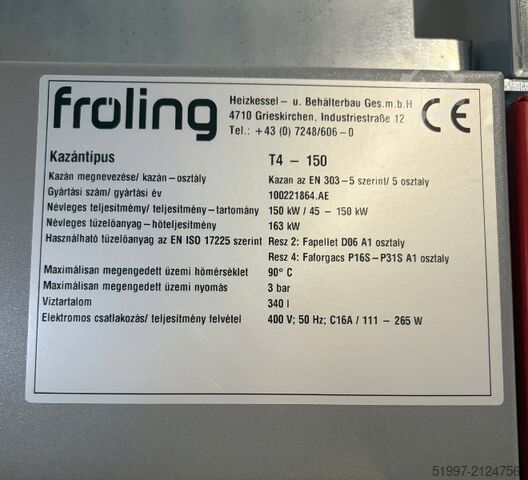 fröling
Heizkessel – u. Behälterbau Ges.m.b.H
4710 Grieskirchen, Industriestraße 12
Tel.: +43 (0) 7248/606 – 0
CE
Kazántípus T4 – 150
Kazán megnevezése/ kazán – osztály Kazan az EN 303 – 5 szerint/ 5 osztaly
Gyártási szám/ gyártási év 100221864.AE
Névleges teljesítmémy/ teljesítmény – tartomány 150 kW / 45 – 150 kW
Névleges tüzelőanyag – hőteljesítmény 163 kW
Használható tüzelőanyag az EN ISO 17225 szerint Resz 2: Fapellet D06 A1 osztaly
Resz 4: Faforgacs P16S – P31S A1 osztaly
Maximálisan megengedett üzemi hőmérséklet 90° C
Maximálisan megengedett üzemi nyomás 3 bar
Víztartalom 340 l
Elektromos csatlakozás/ teljesítmény felvétel 400 V; 50 Hz; C16A / 111 – 265 W
51997-2124756